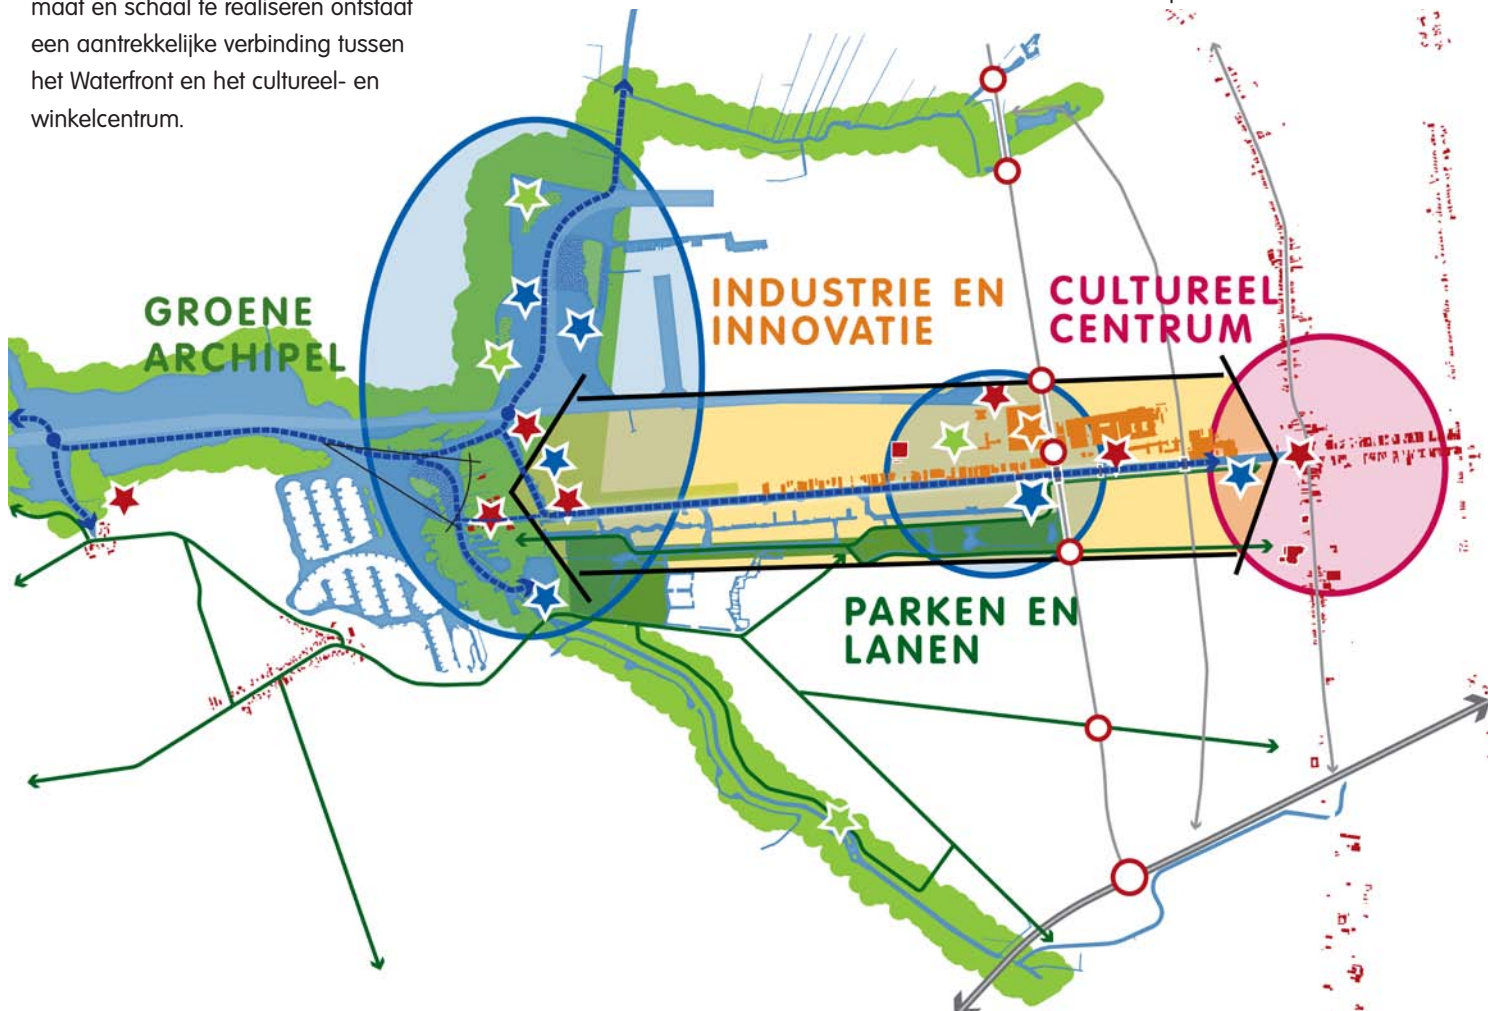 maat en schaal te realiseren ontstaat
een aantrekkelijke verbinding tussen
het Waterfront en het cultureel- en
winkelcentrum.
GROENE
ARCHIPEL
INDUSTRIE EN
INNOVATIE
CULTUREEL
CENTRUM
PARKEN EN
LANEN